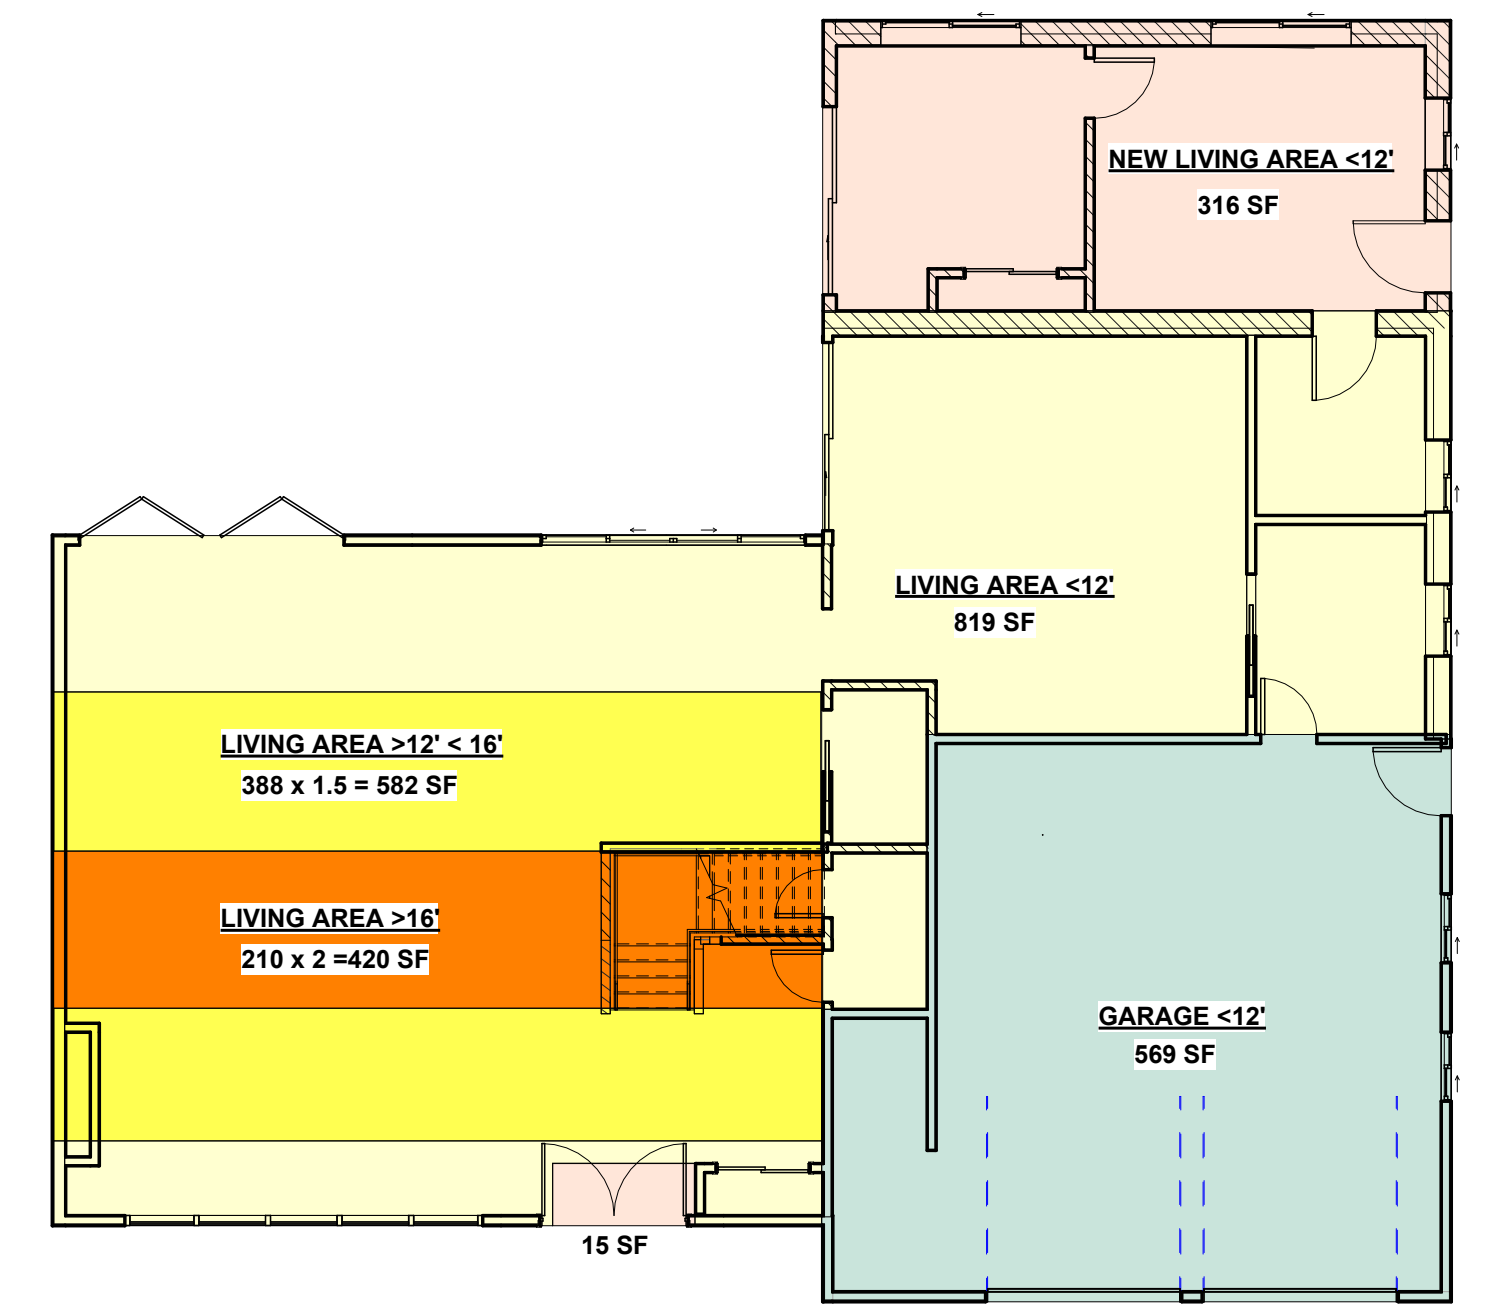 NEW LIVING AREA <12'
316 SF
LIVING AREA <12'
819 SF
LIVING AREA >12' < 16'
388 x 1.5 = 582 SF
LIVING AREA >16'
210 x 2 =420 SF
GARAGE <12'
569 SF
15 SF